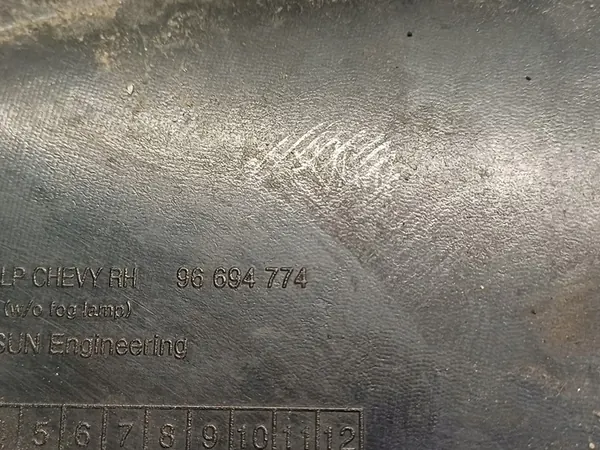 LP CHEVY RH 96 694 774
(w/o fog lamp)
SUN Engineering
5 6 7 8 9 10 11 12